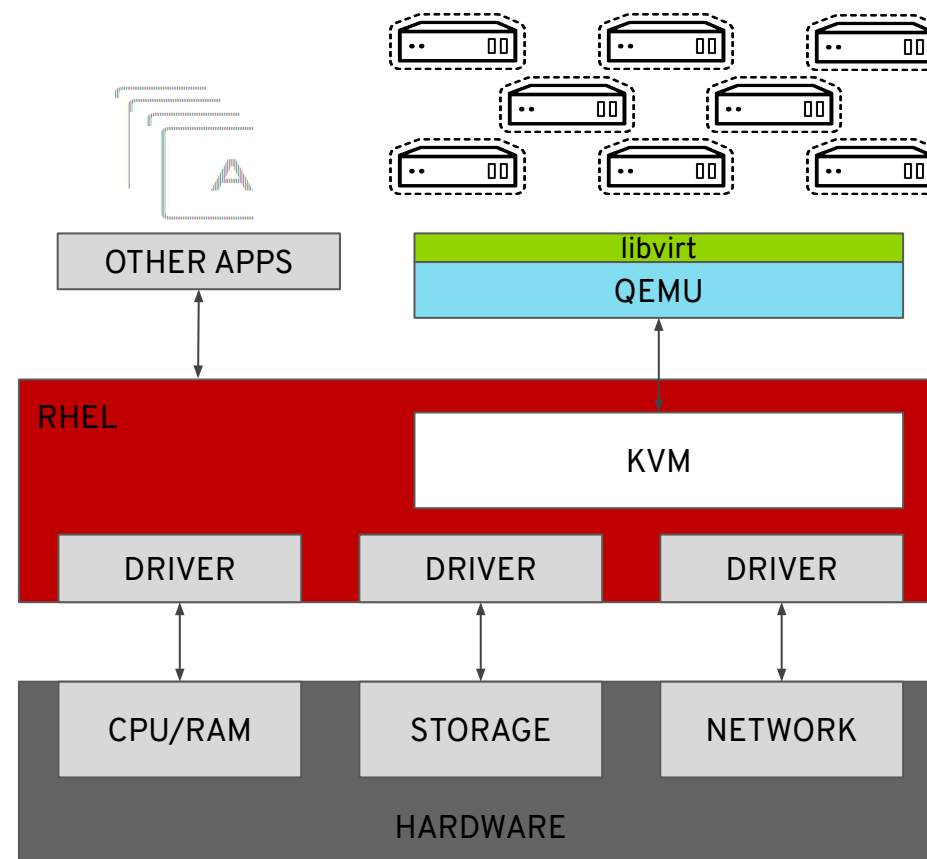 A
OTHER APPS
libvirt
QEMU
RHEL
KVM
DRIVER
DRIVER
DRIVER
CPU/RAM
STORAGE
NETWORK
HARDWARE